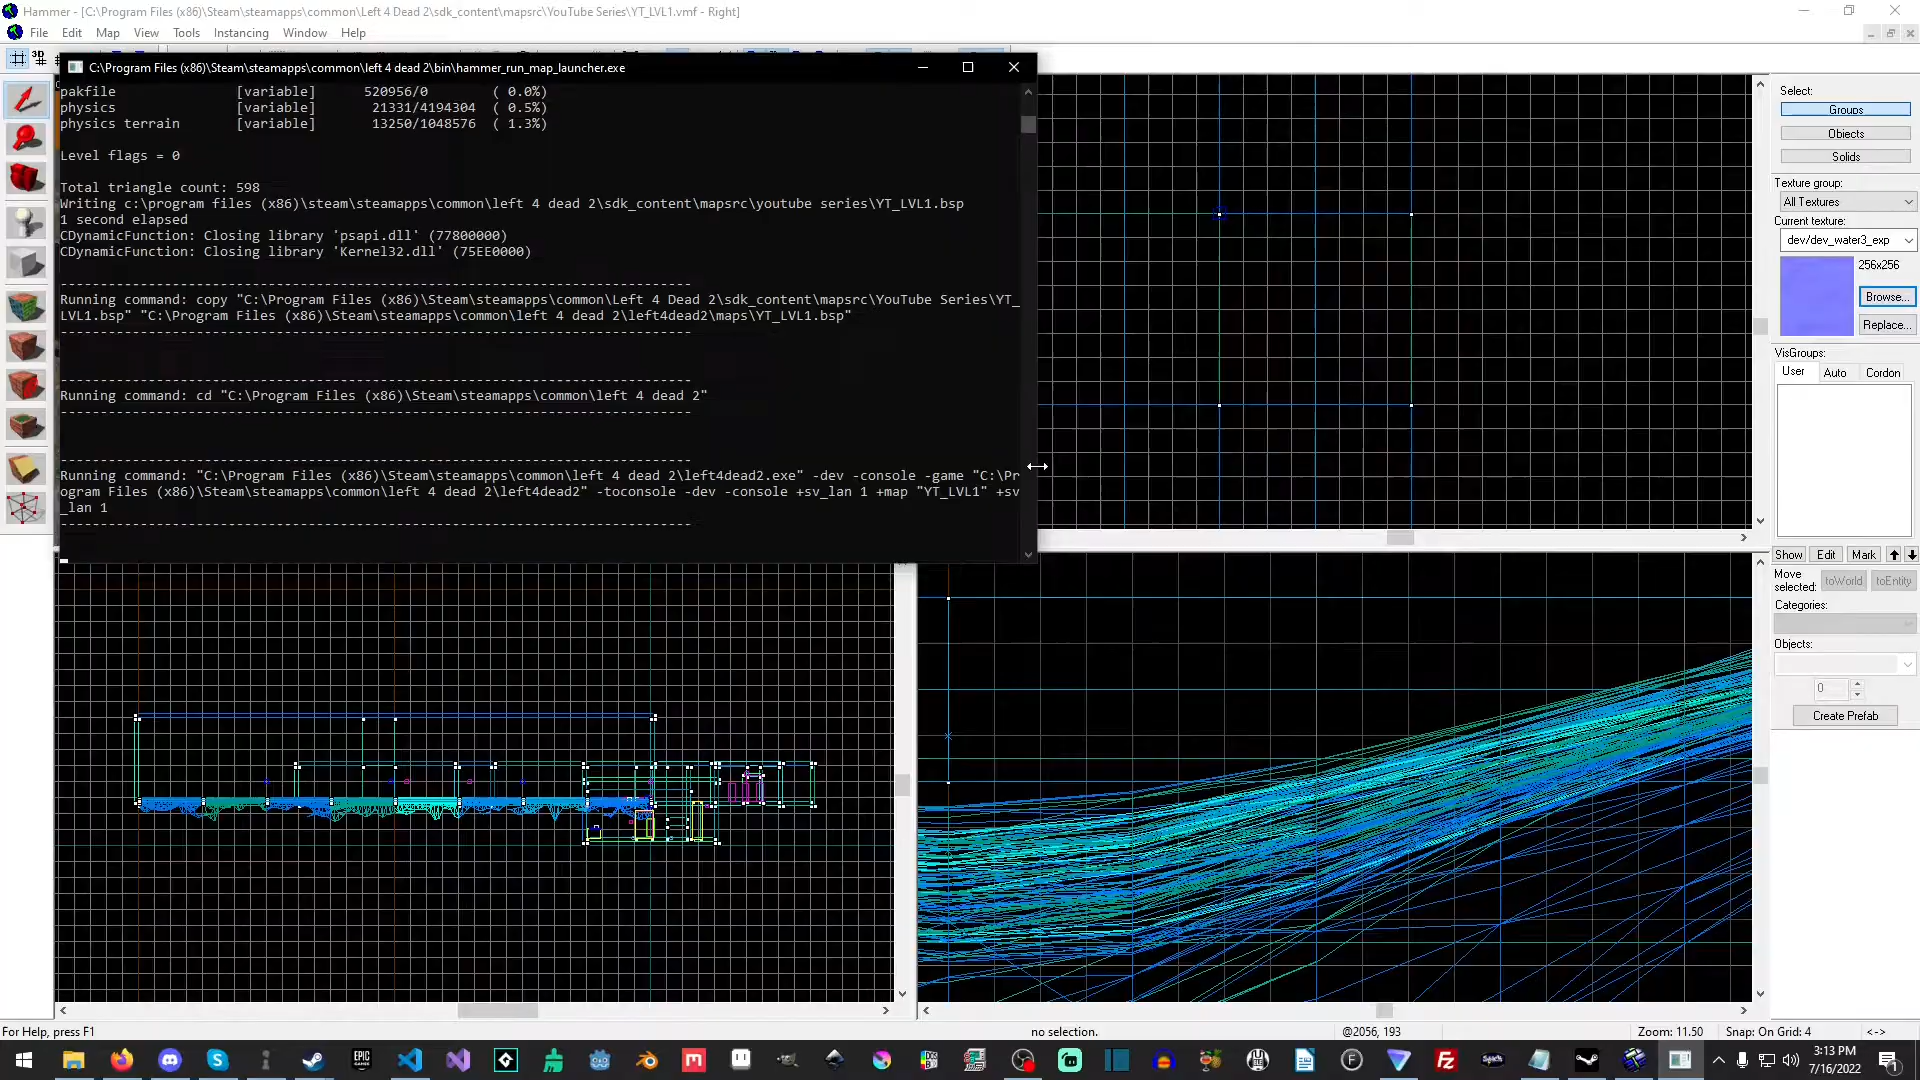 Hammer - [C:\Program Files (x86)\Steam\steamapps\common\Left 4 Dead 2\sdk_content\mapsrc\YouTube Series\YT_LVL1.vmf - Right]
File Edit Map View Tools Instancing Window Help
3D
C:\Program Files (x86)\Steam\steamapps\common\left 4 dead 2\bin\hammer_run_map_launcher.exe
pakfile [variable] 520956/0 ( 0.0%)
physics [variable] 21331/4194304 ( 0.5%)
physics terrain [variable] 13250/1048576 ( 1.3%)
Level flags = 0
Total triangle count: 598
Writing c:\program files (x86)\steam\steamapps\common\left 4 dead 2\sdk_content\mapsrc\youtube series\YT_LVL1.bsp
1 second elapsed
CDynamicFunction: Closing library 'psapi.dll' (77800000)
CDynamicFunction: Closing library 'Kernel32.dll' (75EE0000)
-------------------------------------------------------------------------------
Running command: copy "C:\Program Files (x86)\Steam\steamapps\common\Left 4 Dead 2\sdk_content\mapsrc\YouTube Series\YT_
LVL1.bsp" "C:\Program Files (x86)\Steam\steamapps\common\left 4 dead 2\left4dead2\maps\YT_LVL1.bsp"
-------------------------------------------------------------------------------
-------------------------------------------------------------------------------
Running command: cd "C:\Program Files (x86)\Steam\steamapps\common\left 4 dead 2"
-------------------------------------------------------------------------------
-------------------------------------------------------------------------------
Running command: "C:\Program Files (x86)\Steam\steamapps\common\left 4 dead 2\left4dead2.exe" -dev -console -game "C:\Pr
ogram Files (x86)\Steam\steamapps\common\left 4 dead 2\left4dead2" -toconsole -dev -console +sv_lan 1 +map "YT_LVL1" +sv
_lan 1
-------------------------------------------------------------------------------
Select:
Groups
Objects
Solids
Texture group:
All Textures
Current texture:
dev/dev_water3_exp
256x256
Browse...
Replace...
VisGroups:
User Auto Cordon
Show Edit Mark
Move
selected: toWorld toEntity
Categories:
Objects:
0
Create Prefab
For Help, press F1 no selection. @2056, 193 Zoom: 11.50 Snap: On Grid: 4 <->
EPIC
GAMES
3:13 PM
7/16/2022
1